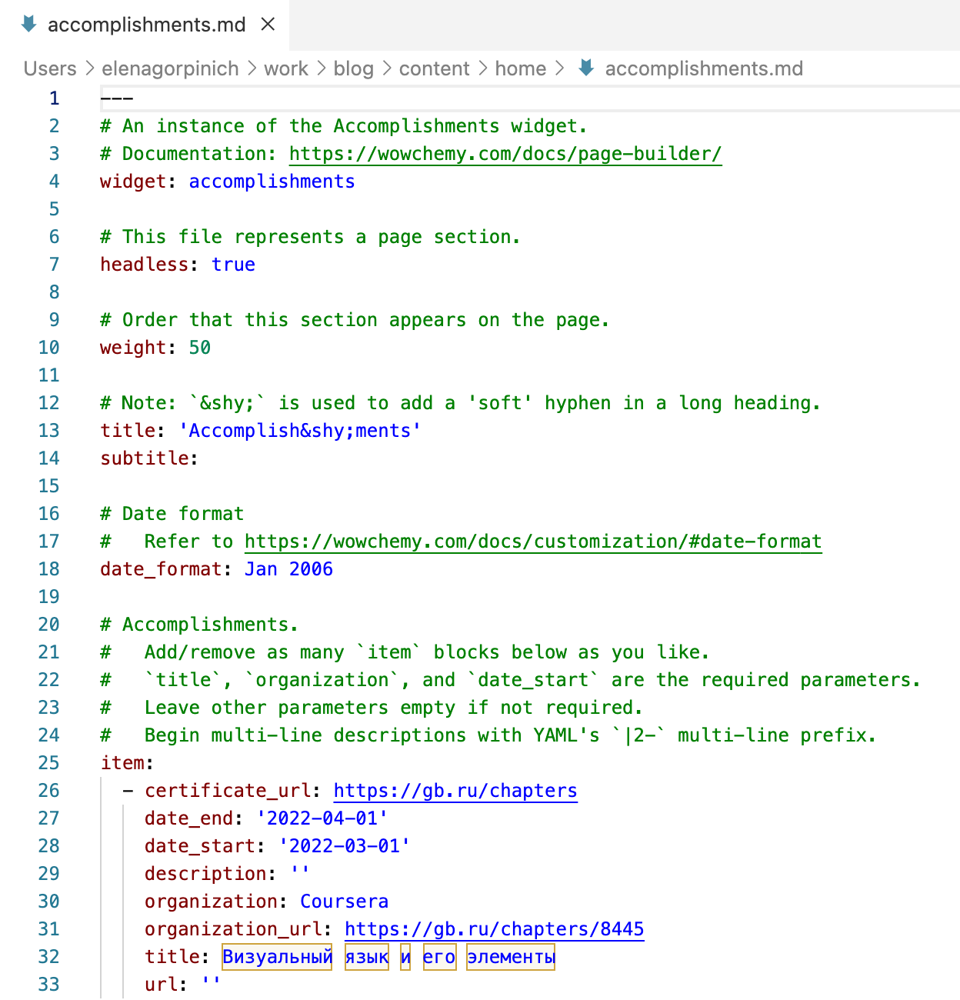 accomplishments.md
Users > elenagorpinich > work > blog > content > home > accomplishments.md
1 ---
2 # An instance of the Accomplishments widget.
3 # Documentation: https://wowchemy.com/docs/page-builder/
4 widget: accomplishments
5
6 # This file represents a page section.
7 headless: true
8
9 # Order that this section appears on the page.
10 weight: 50
11
12 # Note: `&shy;` is used to add a 'soft' hyphen in a long heading.
13 title: 'Accomplish&shy;ments'
14 subtitle:
15
16 # Date format
17 #   Refer to https://wowchemy.com/docs/customization/#date-format
18 date_format: Jan 2006
19
20 # Accomplishments.
21 #   Add/remove as many `item` blocks below as you like.
22 #   `title`, `organization`, and `date_start` are the required parameters.
23 #   Leave other parameters empty if not required.
24 #   Begin multi-line descriptions with YAML's `|2-` multi-line prefix.
25 item:
26   - certificate_url: https://gb.ru/chapters
27     date_end: '2022-04-01'
28     date_start: '2022-03-01'
29     description: ''
30     organization: Coursera
31     organization_url: https://gb.ru/chapters/8445
32     title: Визуальный язык и его элементы
33     url: ''